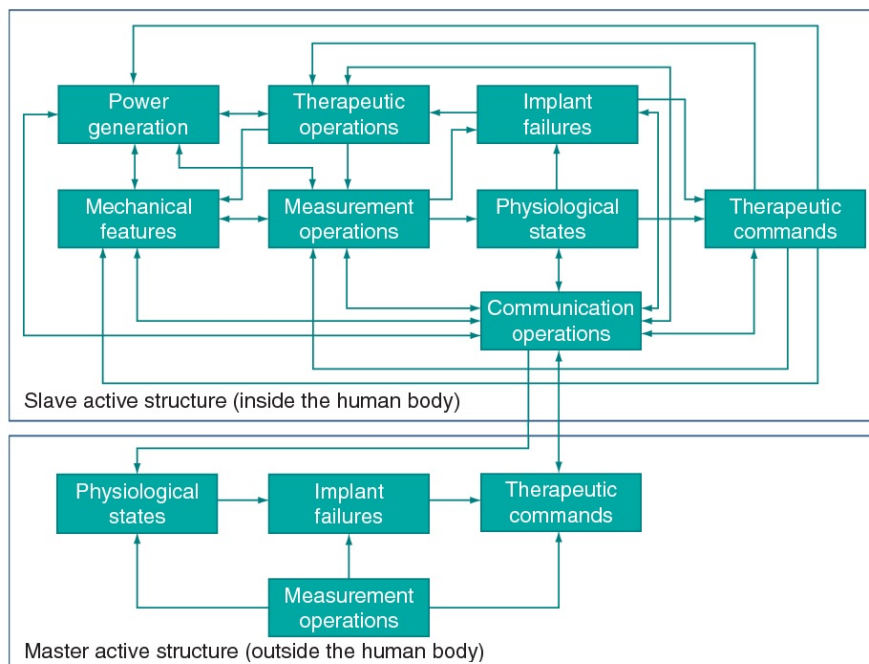 Power
generation
Therapeutic
operations
Implant
failures
Mechanical
features
Measurement
operations
Physiological
states
Therapeutic
commands
Communication
operations
Slave active structure (inside the human body)
Physiological
states
Implant
failures
Therapeutic
commands
Measurement
operations
Master active structure (outside the human body)